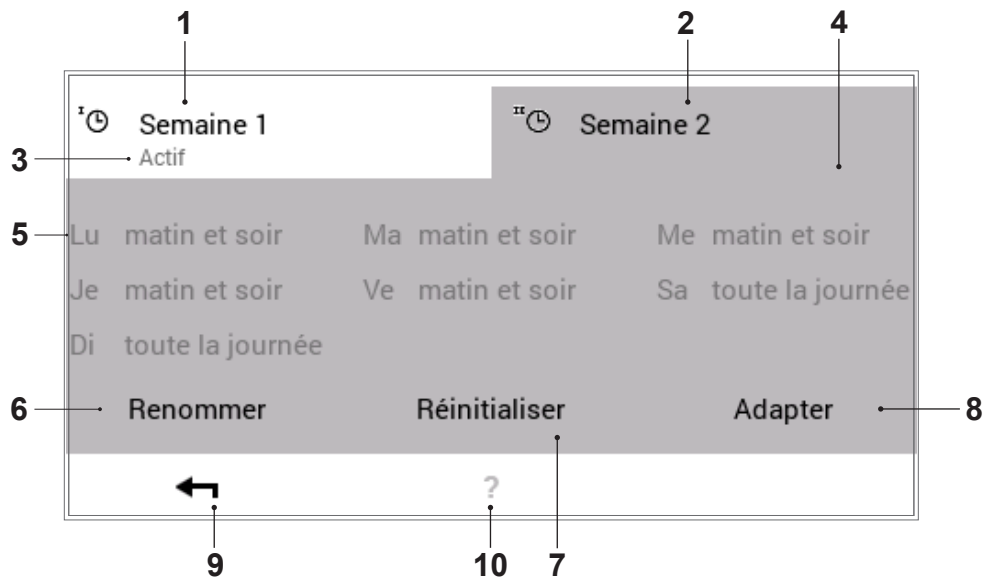 1 2 4
I Semaine 1 II Semaine 2
3 Actif
5 Lu matin et soir Ma matin et soir Me matin et soir
Je matin et soir Ve matin et soir Sa toute la journée
Di toute la journée
6 Renommer Réinitialiser Adapter 8
?
9 10 7